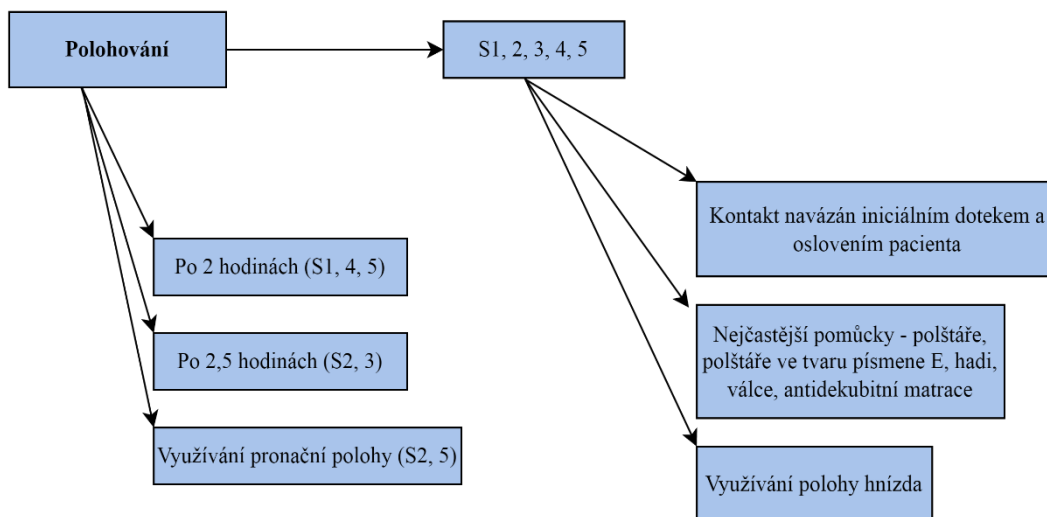 Polohování
S1, 2, 3, 4, 5
Kontakt navázán iniciálním dotekem a
oslovením pacienta
Po 2 hodinách (S1, 4, 5)
Nejčastější pomůcky - polštáře,
polštáře ve tvaru písmene E, hadi,
válce, antidekubitní matrace
Po 2,5 hodinách (S2, 3)
Využívání pronační polohy (S2, 5)
Využívání polohy hnízda